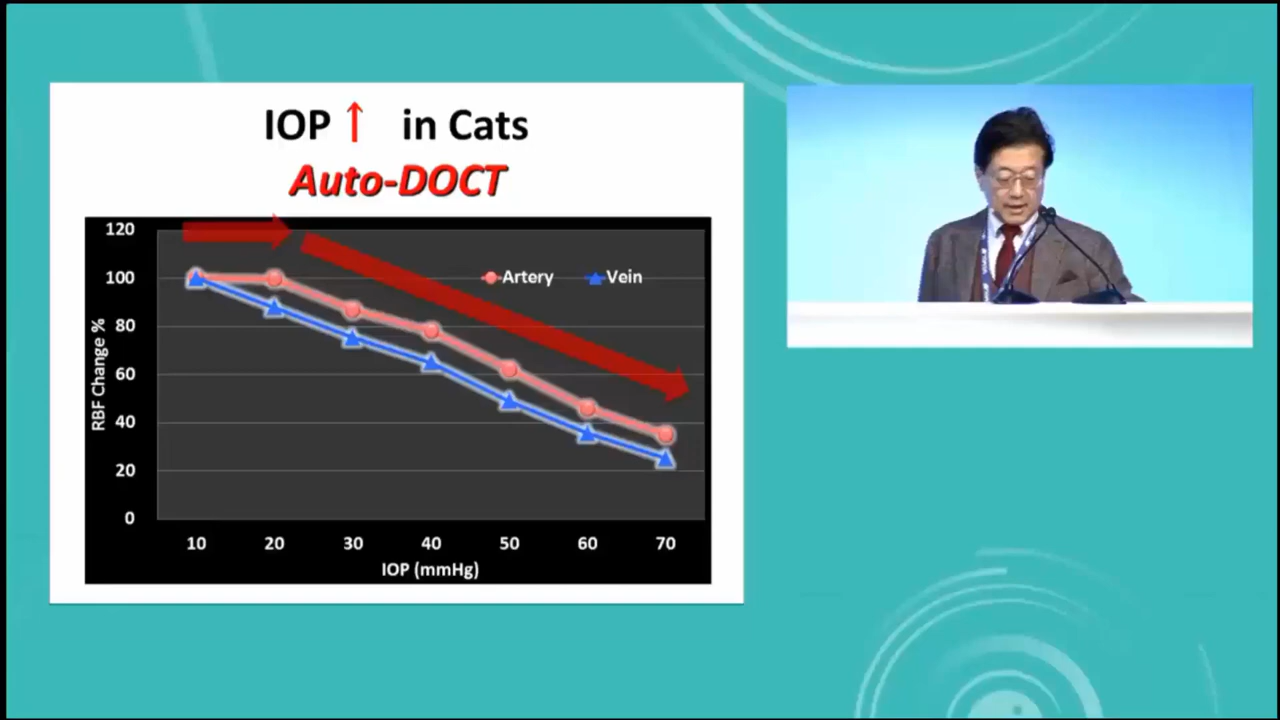 IOP ↑ in Cats
Auto-DOCT
120
100
80
60
40
20
0
RBF Change %
Artery
Vein
10 20 30 40 50 60 70
IOP (mmHg)